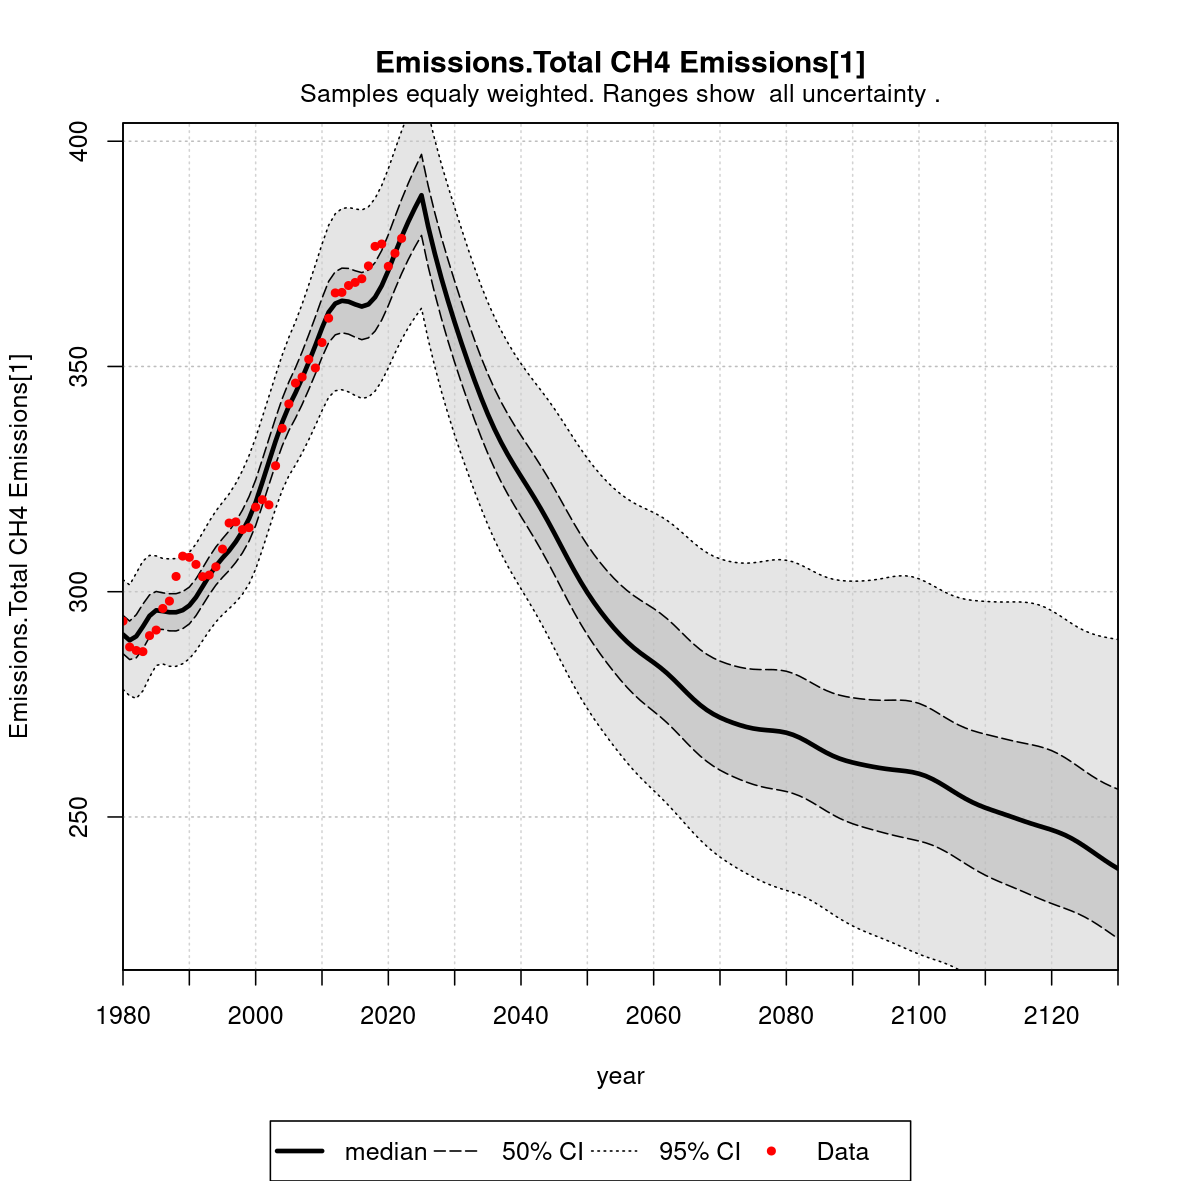 Emissions.Total CH4 Emissions[1]
Samples equaly weighted. Ranges show  all uncertainty .
Emissions.Total CH4 Emissions[1]
400
350
300
250
1980 2000 2020 2040 2060 2080 2100 2120
year
median 50% CI 95% CI Data